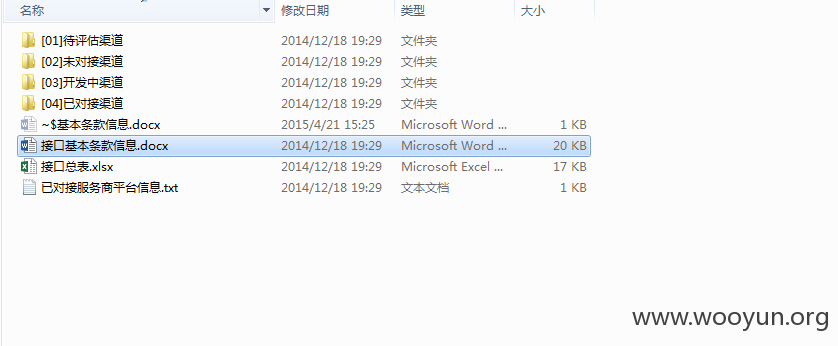 名称 修改日期 类型 大小
[01]待评估渠道 2014/12/18 19:29 文件夹
[02]未对接渠道 2014/12/18 19:29 文件夹
[03]开发中渠道 2014/12/18 19:29 文件夹
[04]已对接渠道 2014/12/18 19:29 文件夹
~$基本条款信息.docx 2015/4/21 15:25 Microsoft Word ... 1 KB
接口基本条款信息.docx 2014/12/18 19:29 Microsoft Word ... 20 KB
接口总表.xlsx 2014/12/18 19:29 Microsoft Excel ... 17 KB
已对接服务商平台信息.txt 2014/12/18 19:29 文本文档 1 KB
www.wooyun.org